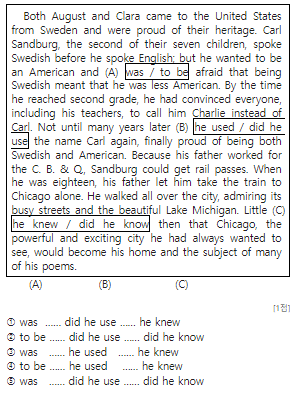 Both August and Clara came to the United States
from Sweden and were proud of their heritage. Carl
Sandburg, the second of their seven children, spoke
Swedish before he spoke English; but he wanted to be
an American and (A) was / to be afraid that being
Swedish meant that he was less American. By the time
he reached second grade, he had convinced everyone,
including his teachers, to call him Charlie instead of
Carl. Not until many years later (B) he used / did he
use the name Carl again, finally proud of being both
Swedish and American. Because his father worked for
the C. B. & Q, Sandburg could get rail passes. When
he was eighteen, his father let him take the train to
Chicago alone. He walked all over the city, admiring its
busy streets and the beautiful Lake Michigan. Little (C)
he knew / did he know then that Chicago, the
powerful and exciting city he had always wanted to
see, would become his home and the subject of many
of his poems.
(A) (B) (C)
[1점]
① was ...... did he use ...... he knew
② to be ...... did he use ...... did he know
③ was ...... he used ...... he knew
④ to be ...... he used ...... he knew
⑤ was ...... did he use ...... did he know